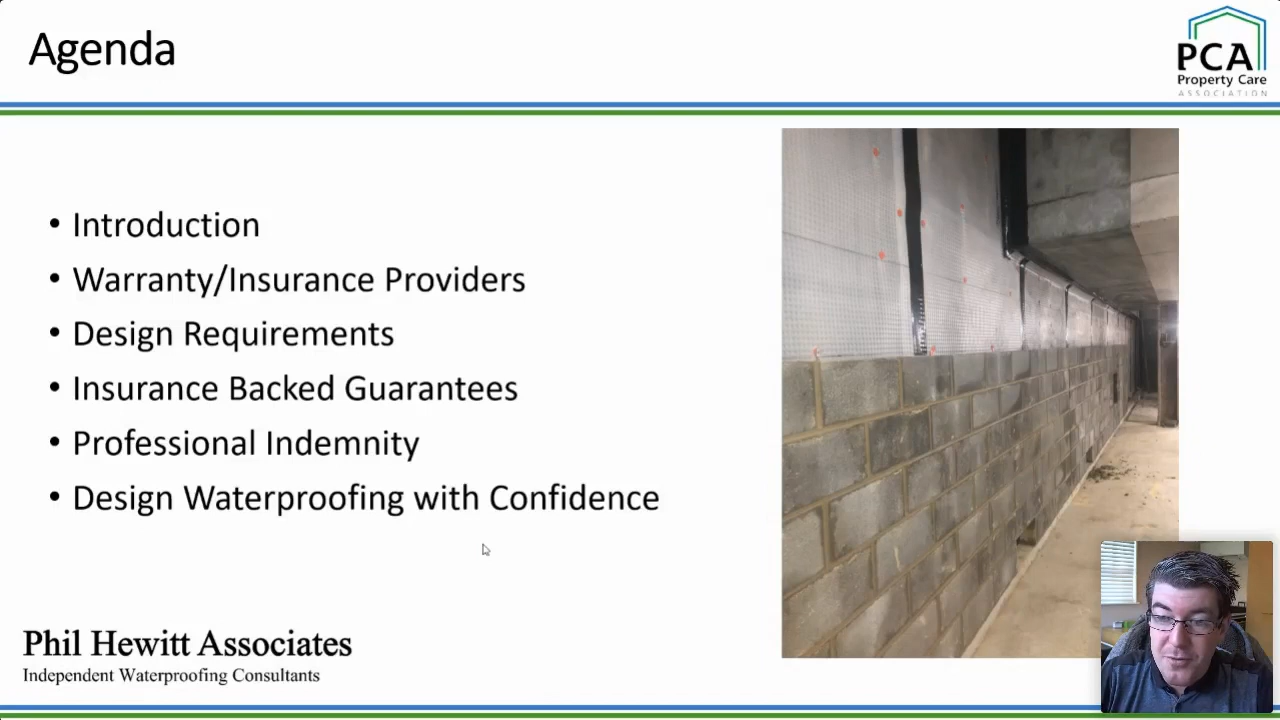 Agenda
PCA
Property Care
ASSOCIATION
• Introduction
• Warranty/Insurance Providers
• Design Requirements
• Insurance Backed Guarantees
• Professional Indemnity
• Design Waterproofing with Confidence
Phil Hewitt Associates
Independent Waterproofing Consultants